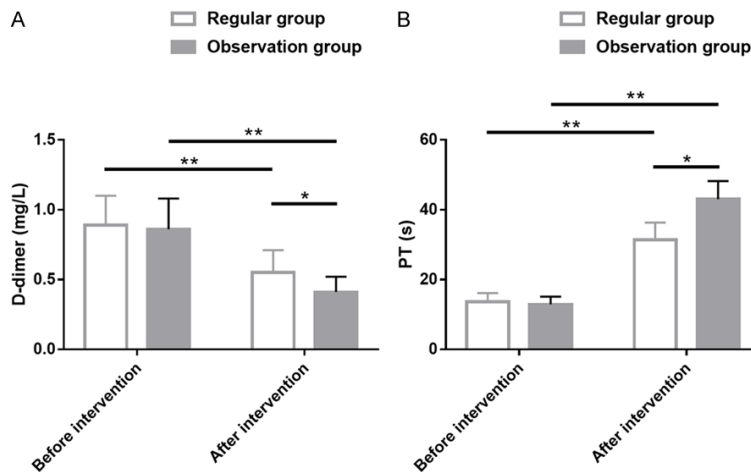 A
Regular group
Observation group
**
**
*
1.5
1.0
0.5
0.0
D-dimer (mg/L)
Before intervention
After intervention
B
Regular group
Observation group
**
**
*
60
40
20
0
PT (s)
Before intervention
After intervention